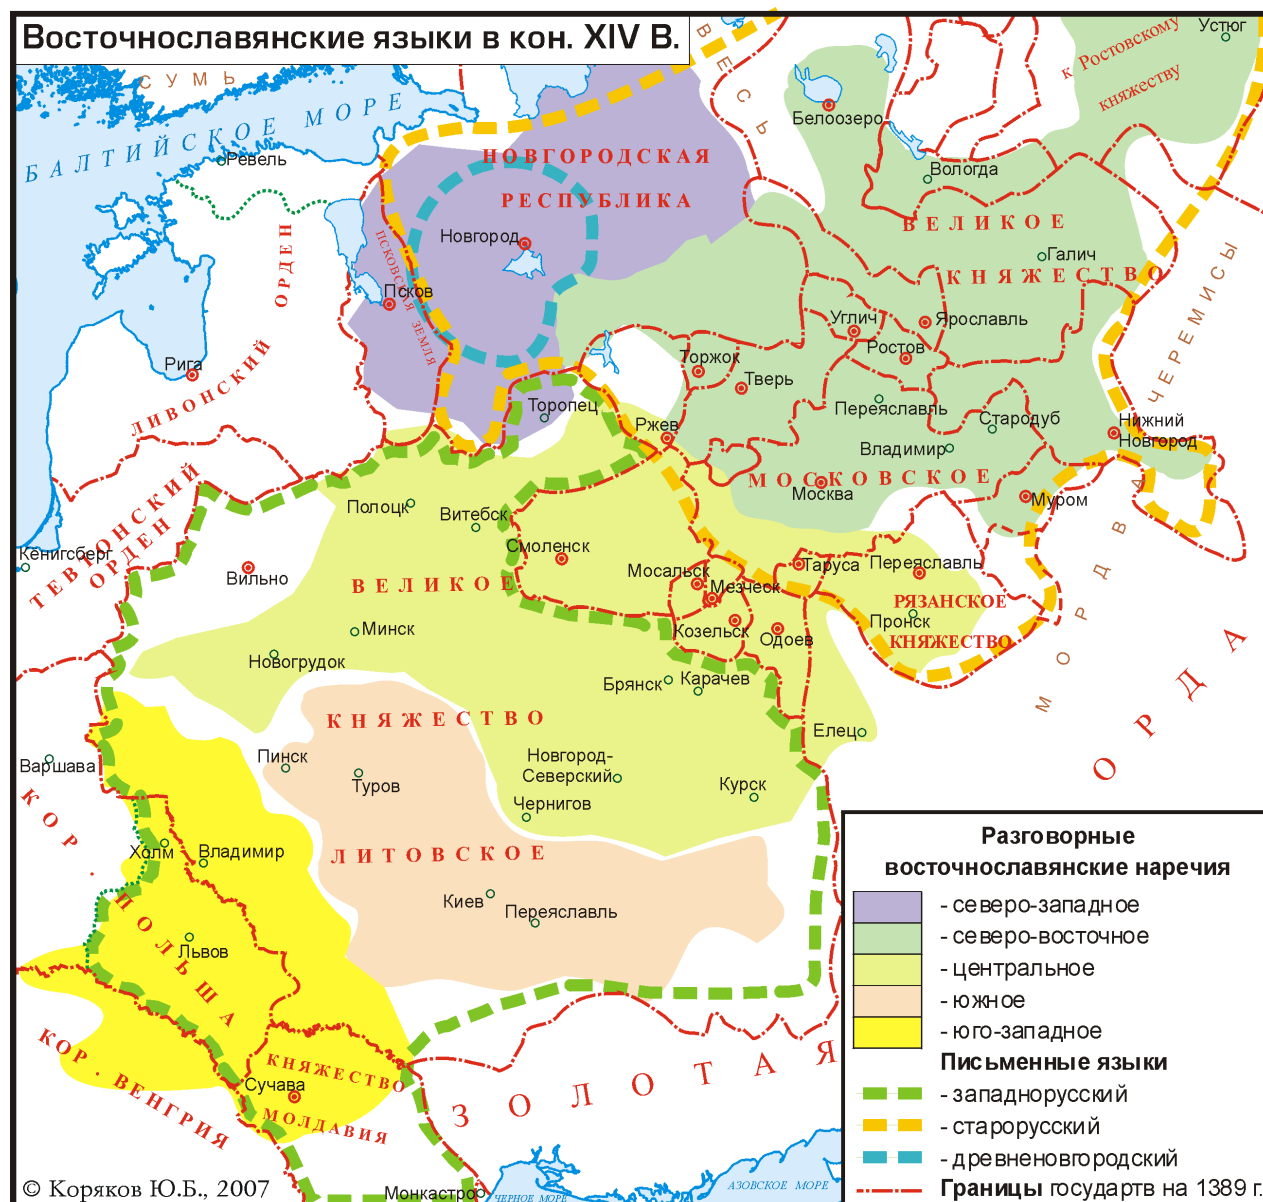 Восточнославянские языки в кон. XIV В.
СУМЬ
ВЕСЬ
Устюг
к Ростовскому
княжеству
БАЛТИЙСКОЕ МОРЕ
Ревель
Белоозеро
НОВГОРОДСКАЯ
РЕСПУБЛИКА
Вологда
ВЕЛИКОЕ
Новгород
Галич
КНЯЖЕСТВО
ПСКОВСКАЯ ЗЕМЛЯ
Псков
ЛИВОНСКИЙ
ОРДЕН
Рига
Углич
Ярославль
Ростов
Торжок
Тверь
ЧЕРЕМИСЫ
Торопец
Ржев
Переяславль
Стародуб
Владимир
Нижний
Новгород
МОСКОВСКОЕ
Москва
Муром
ТЕВТОНСКИЙ
ОРДЕН
Кёнигсберг
Полоцк
Витебск
Смоленск
Вильно
ВЕЛИКОЕ
Мосальск
Мезческ
Таруса
Переяславль
РЯЗАНСКОЕ
Пронск
КНЯЖЕСТВО
МОРДВА
Минск
Козельск
Одоев
Новогрудок
Брянск
Карачев
КНЯЖЕСТВО
Елец
Варшава
Пинск
Туров
Новгород-
Северский
Чернигов
Курск
КОР. ПОЛЬША
Холм
Владимир
ЛИТОВСКОЕ
Киев
Переяславль
Львов
КОР. ВЕНГРИЯ
КНЯЖЕСТВО
Сучава
МОЛДАВИЯ
ЗОЛОТАЯ
ОРДА
Монкастро
ЧЕРНОЕ МОРЕ
АЗОВСКОЕ МОРЕ
Разговорные
восточнославянские наречия
- северо-западное
- северо-восточное
- центральное
- южное
- юго-западное
Письменные языки
- западнорусский
- старорусский
- древненовгородский
Границы государтв на 1389 г.
© Коряков Ю.Б., 2007